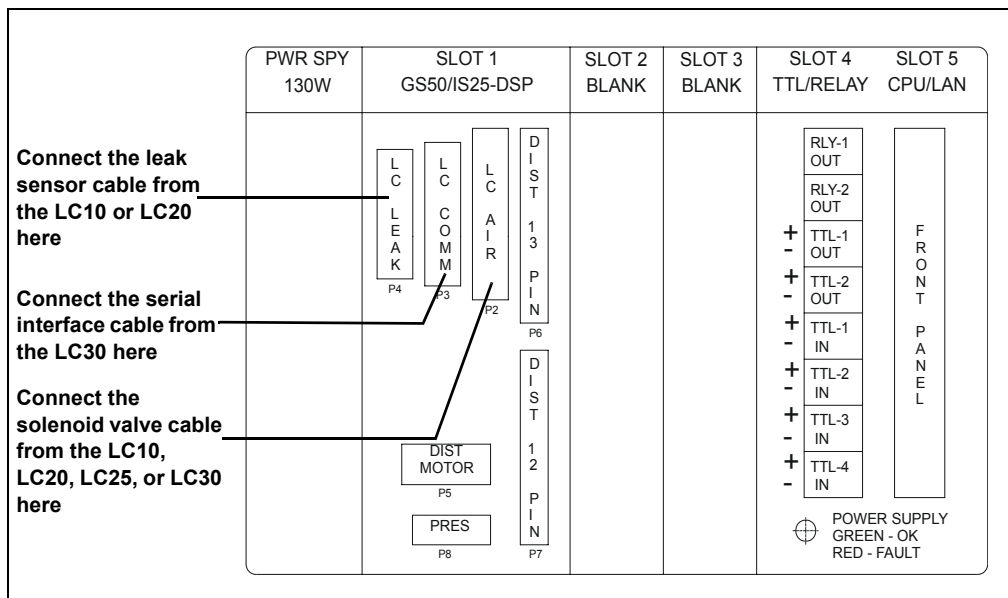 PWR SPY
130W
SLOT 1
GS50/IS25-DSP
SLOT 2
BLANK
SLOT 3
BLANK
SLOT 4
TTL/RELAY
SLOT 5
CPU/LAN
Connect the leak
sensor cable from
the LC10 or LC20
here
Connect the serial
interface cable from
the LC30 here
Connect the
solenoid valve cable
from the LC10,
LC20, LC25, or LC30
here
LC LEAK
P4
LC COMM
P3
LC AIR
P2
DIST 13 PIN
P6
DIST
MOTOR
P5
PRES
P8
DIST 12 PIN
P7
RLY-1
OUT
RLY-2
OUT
+ TTL-1
- OUT
+ TTL-2
- OUT
+ TTL-1
- IN
+ TTL-2
- IN
+ TTL-3
- IN
+ TTL-4
- IN
FRONT PANEL
POWER SUPPLY
GREEN - OK
RED - FAULT